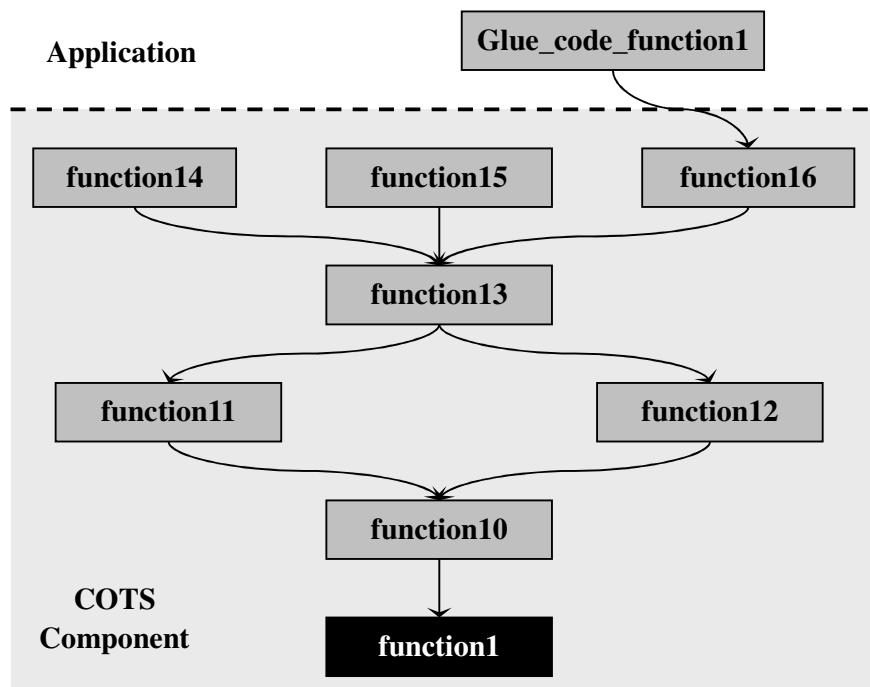 Application
Glue_code_function1
function14
function15
function16
function13
function11
function12
function10
COTS
Component
function1